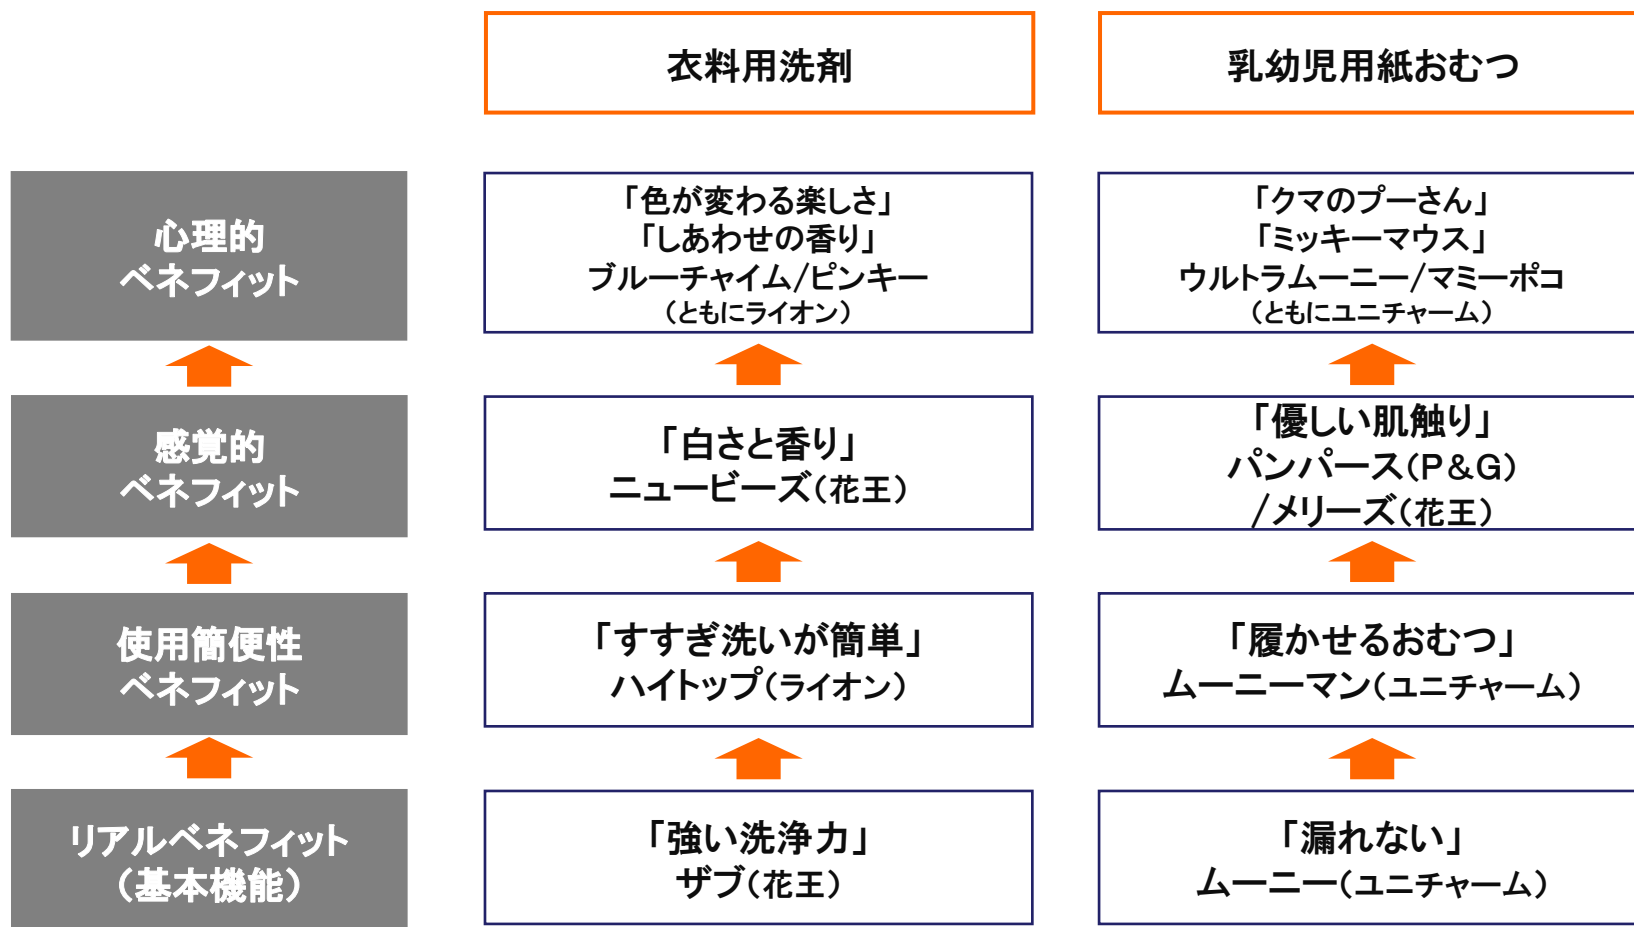 衣料用洗剤
乳幼児用紙おむつ
心理的
ベネフィット
「色が変わる楽しさ」
「しあわせの香り」
ブルーチャイム/ピンキー
(ともにライオン)
「クマのプーさん」
「ミッキーマウス」
ウルトラムーニー/マミーポコ
(ともにユニチャーム)
感覚的
ベネフィット
「白さと香り」
ニュービーズ(花王)
「優しい肌触り」
パンパース(P&G)
/メリーズ(花王)
使用簡便性
ベネフィット
「すすぎ洗いが簡単」
ハイトップ(ライオン)
「履かせるおむつ」
ムーニーマン(ユニチャーム)
リアルベネフィット
(基本機能)
「強い洗浄力」
ザブ(花王)
「漏れない」
ムーニー(ユニチャーム)